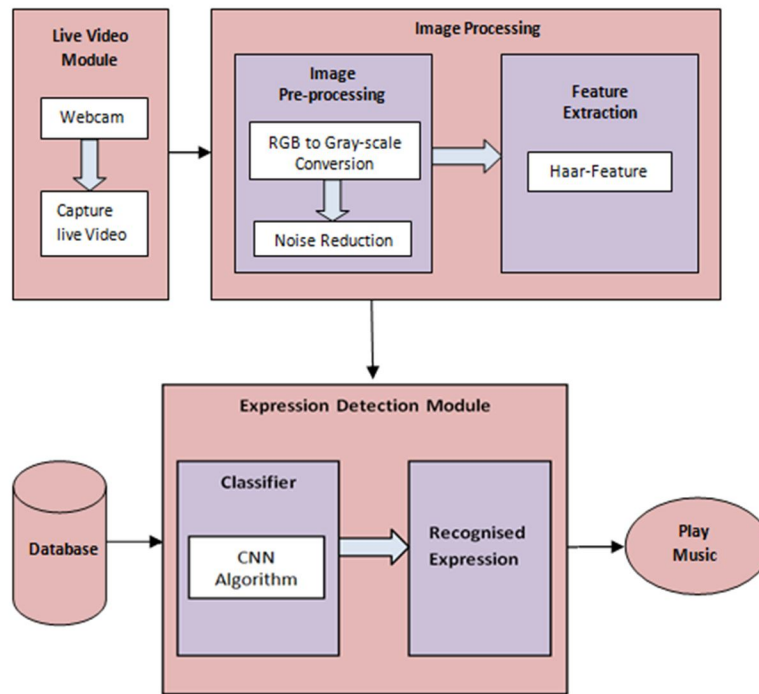 Live Video
Module
Webcam
Capture
live Video
Image Processing
Image
Pre-processing
RGB to Gray-scale
Conversion
Noise Reduction
Feature
Extraction
Haar-Feature
Expression Detection Module
Database
Classifier
CNN
Algorithm
Recognised
Expression
Play
Music